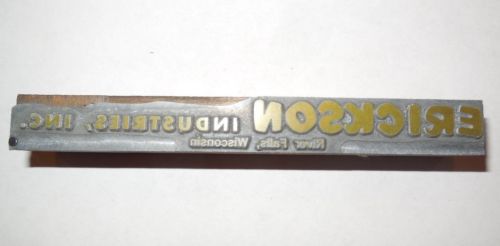 ERICKSON INDUSTRIES, INC.
River Falls, Wisconsin